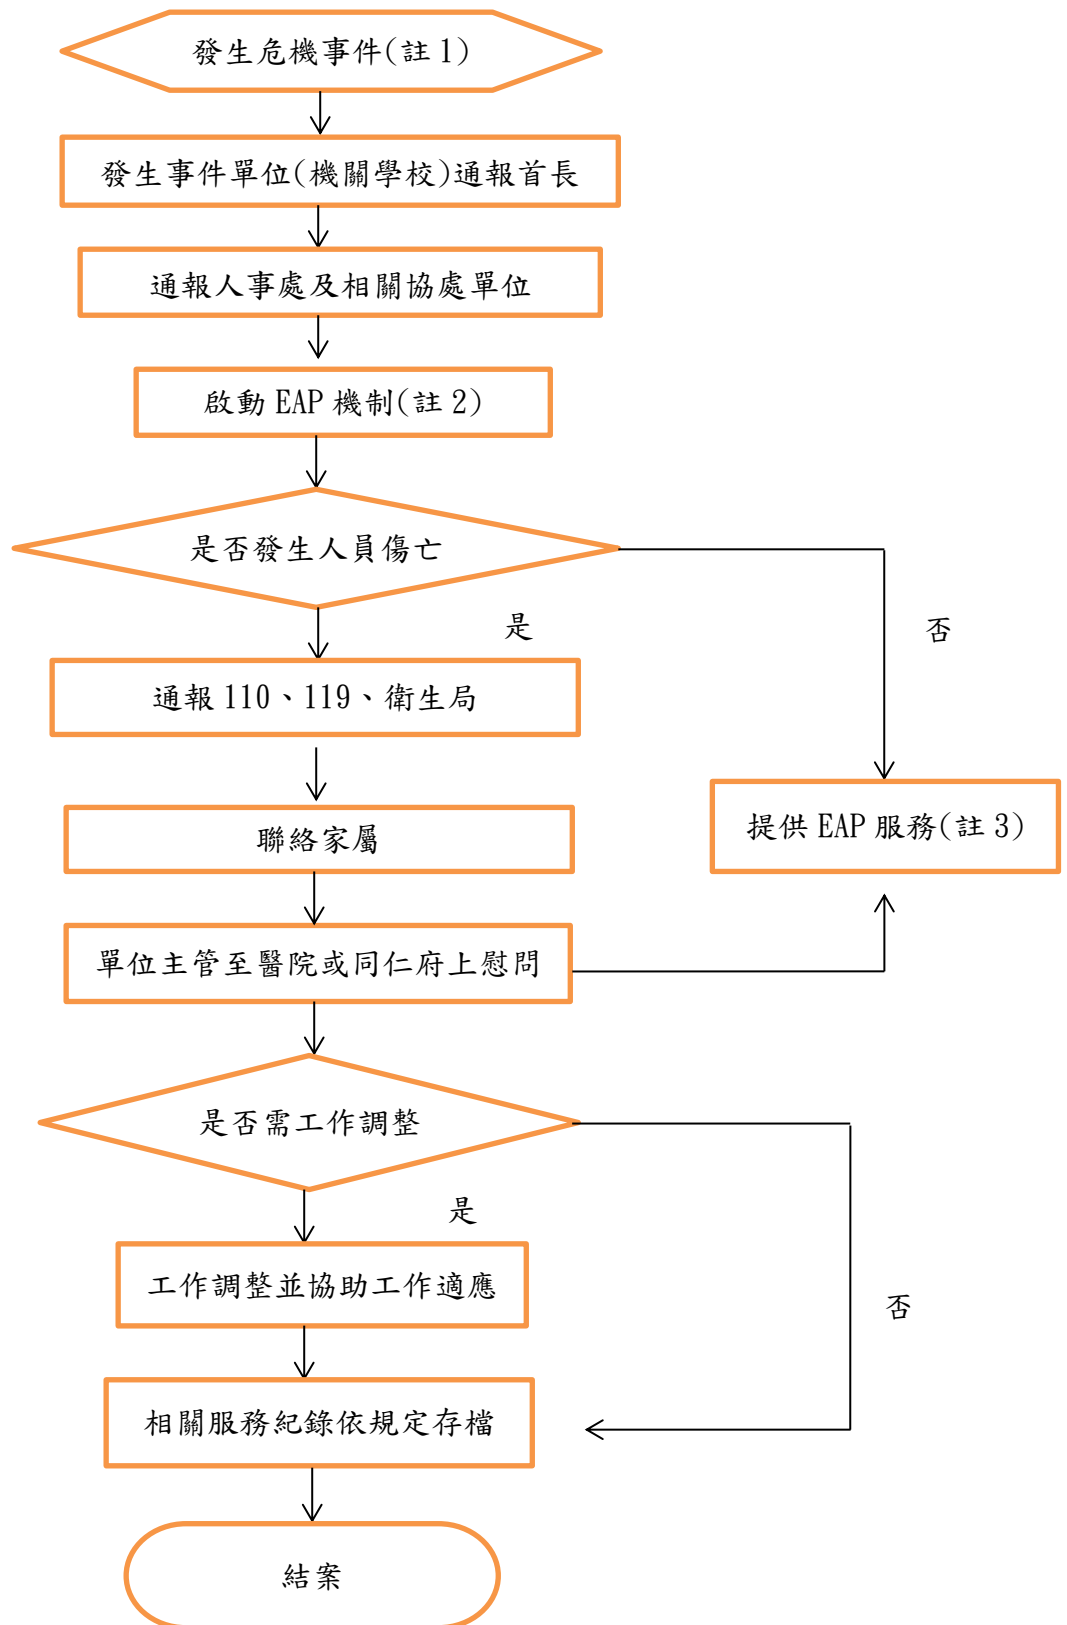 發生危機事件(註1)
發生事件單位(機關學校)通報首長
通報人事處及相關協處單位
啟動 EAP 機制(註 2)
是否發生人員傷亡
是
否
通報 110、119、衛生局
提供 EAP 服務(註 3)
聯絡家屬
單位主管至醫院或同仁府上慰問
是否需工作調整
是
工作調整並協助工作適應
否
相關服務紀錄依規定存檔
結案